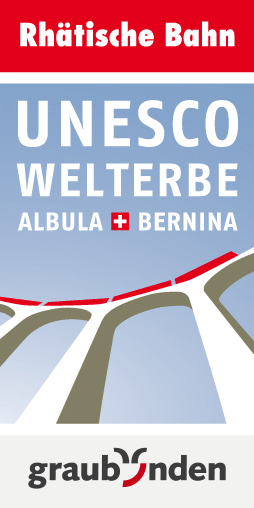 Rhätische Bahn
UNESCO
WELTERBE
ALBULA BERNINA
graubünden